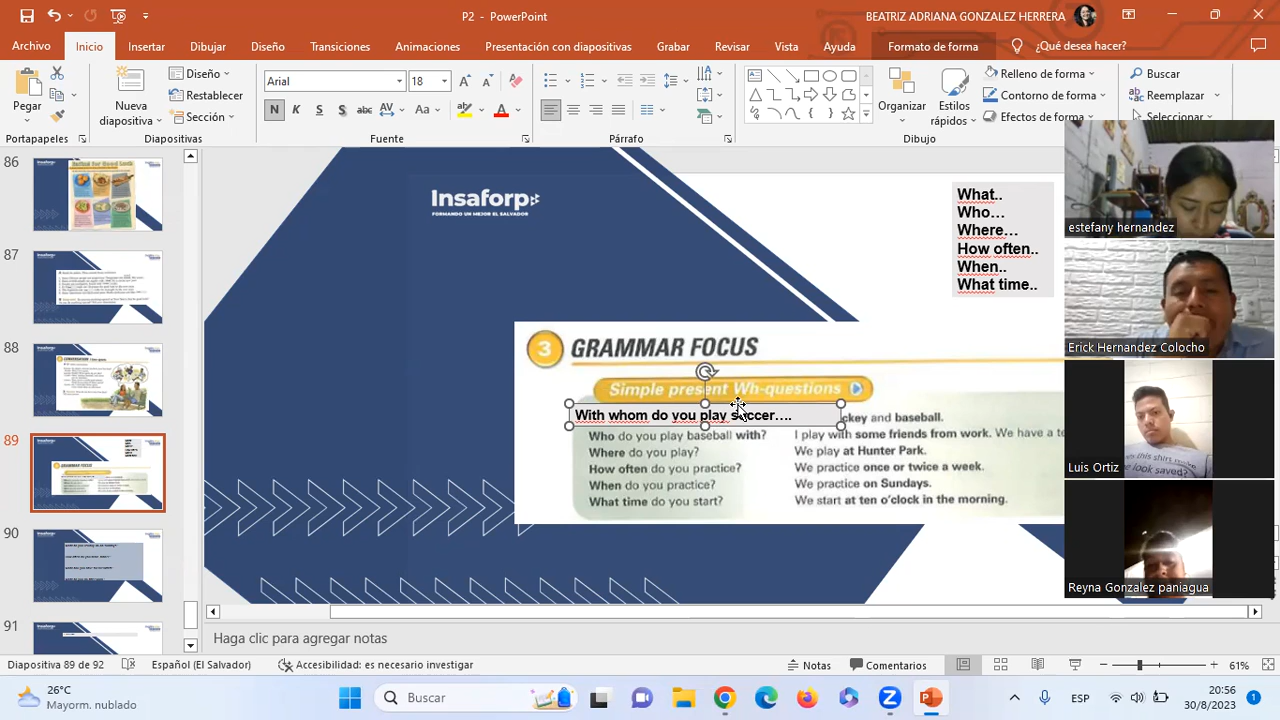 P2 - PowerPoint
BEATRIZ ADRIANA GONZALEZ HERRERA
Archivo Inicio Insertar Dibujar Diseño Transiciones Animaciones Presentación con diapositivas Grabar Revisar Vista Ayuda Formato de forma ¿Qué desea hacer?
Pegar
Nueva diapositiva
Diseño
Restablecer
Sección
Arial 18
N K S S abc AV Aa A
Organizar
Estilos rápidos
Relleno de forma
Contorno de forma
Efectos de forma
Buscar
Reemplazar
Seleccionar
Portapapeles Diapositivas Fuente Párrafo Dibujo
86
87
88
89
90
91
Insaforp
FORMANDO UN MEJOR EL SALVADOR
What..
Who...
Where...
How often..
When..
What time..
3 GRAMMAR FOCUS
Simple present Wh-questions
With whom do you play soccer....
ckey and baseball.
Who do you play baseball with? I play with some friends from work. We have a te
Where do you play? We play at Hunter Park.
How often do you practice? We practice once or twice a week.
When do you practice? We practice on Sundays.
What time do you start? We start at ten o'clock in the morning.
estefany hernandez
Erick Hernandez Colocho
Luis Ortiz
Reyna Gonzalez paniagua
Haga clic para agregar notas
Diapositiva 89 de 92 Español (El Salvador) Accesibilidad: es necesario investigar Notas Comentarios 61%
26°C
Mayorm. nublado
Buscar
ESP
20:56
30/8/2023
1